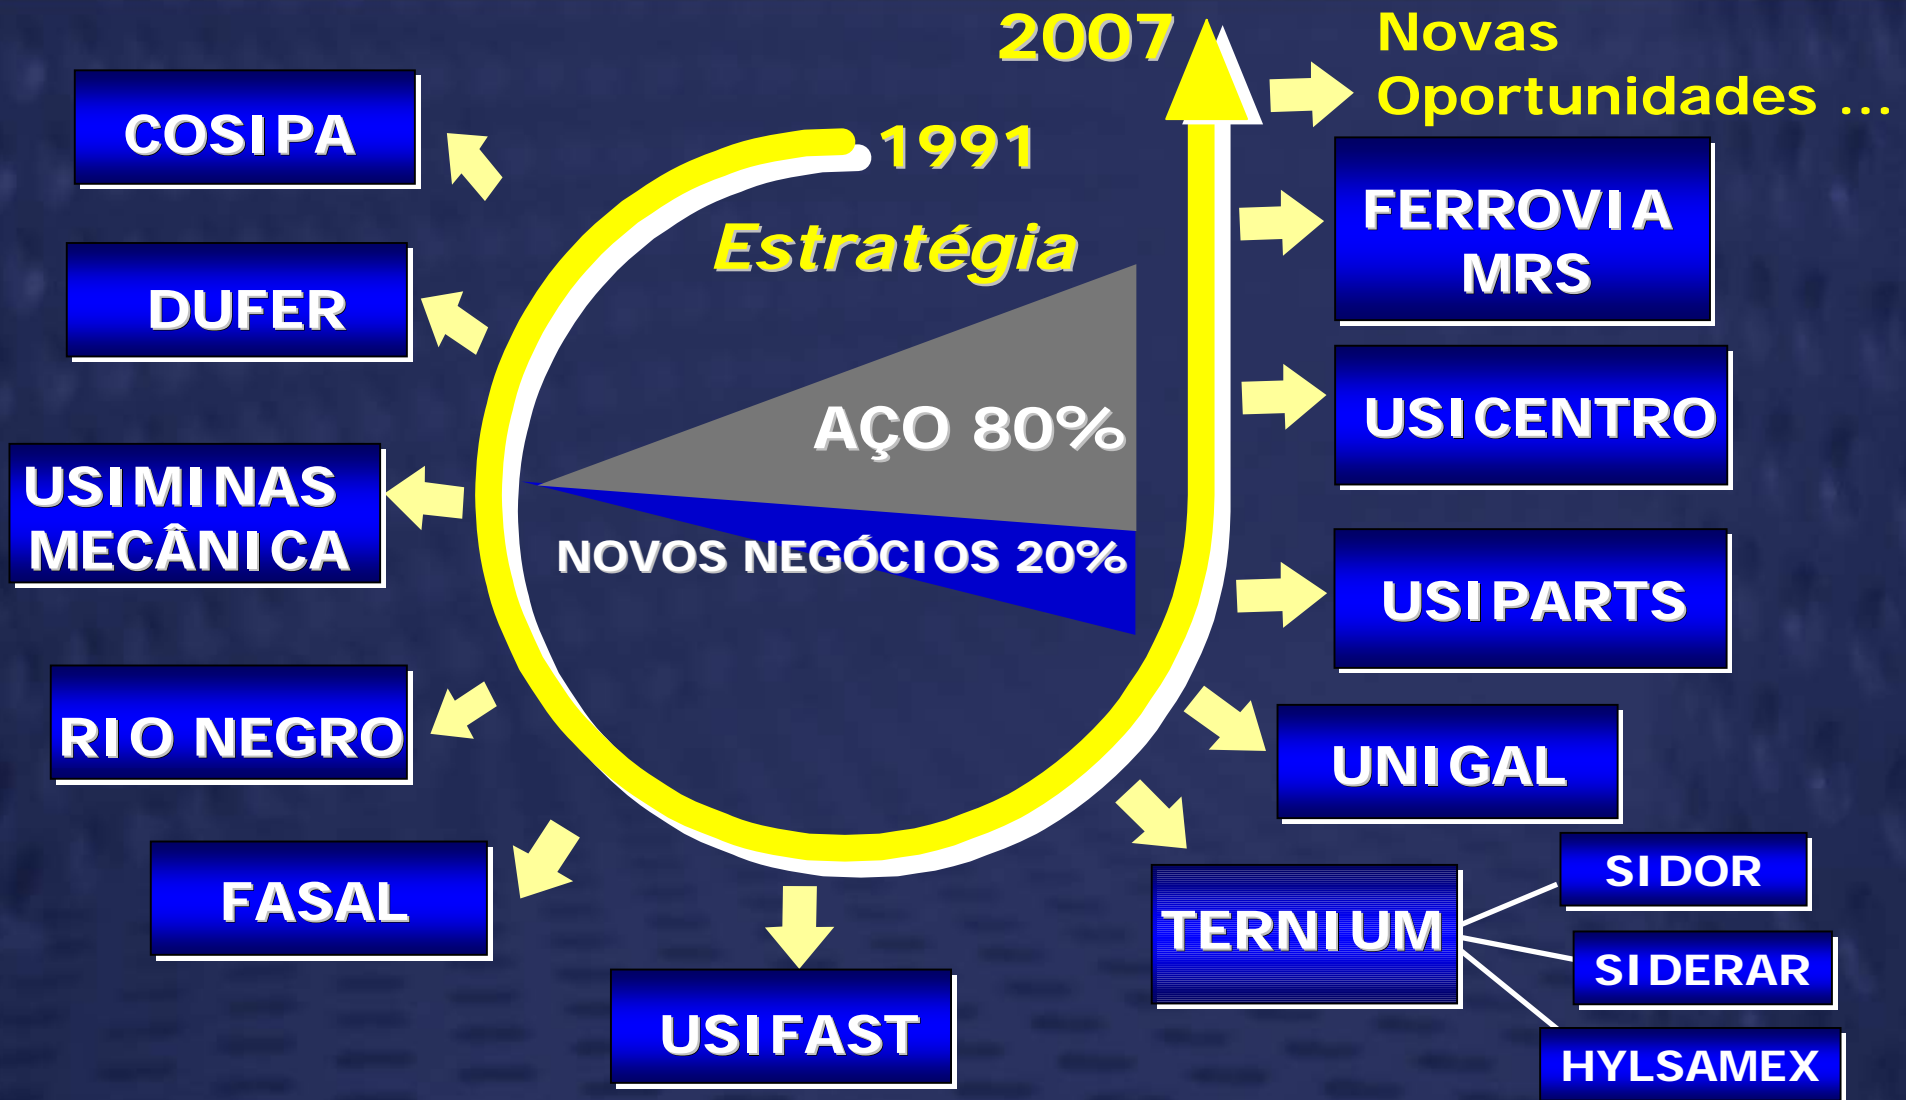 2007
Novas
Oportunidades ...
COSIPA
1991
FERROVIA
MRS
Estratégia
DUFER
AÇO 80%
USICENTRO
USIMINAS
MECÂNICA
NOVOS NEGÓCIOS 20%
USIPARTS
RIO NEGRO
UNIGAL
FASAL
TERNIUM
SIDOR
SIDERAR
USIFAST
HYLSAMEX